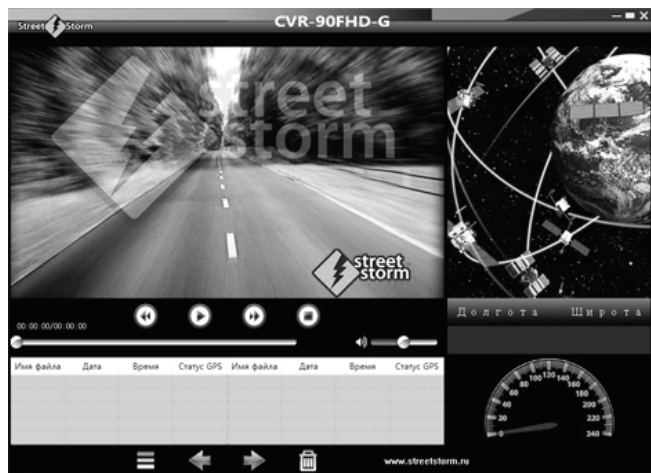 CVR-90FHD-G
Street Storm
street
storm
street
storm
Долгота Широта
00:00:00/00:00:00
Имя файла Дата Время Статус GPS Имя файла Дата Время Статус GPS
0 20 40 60 80 100 120 140 160 180 200 220 240
www.streetstorm.ru